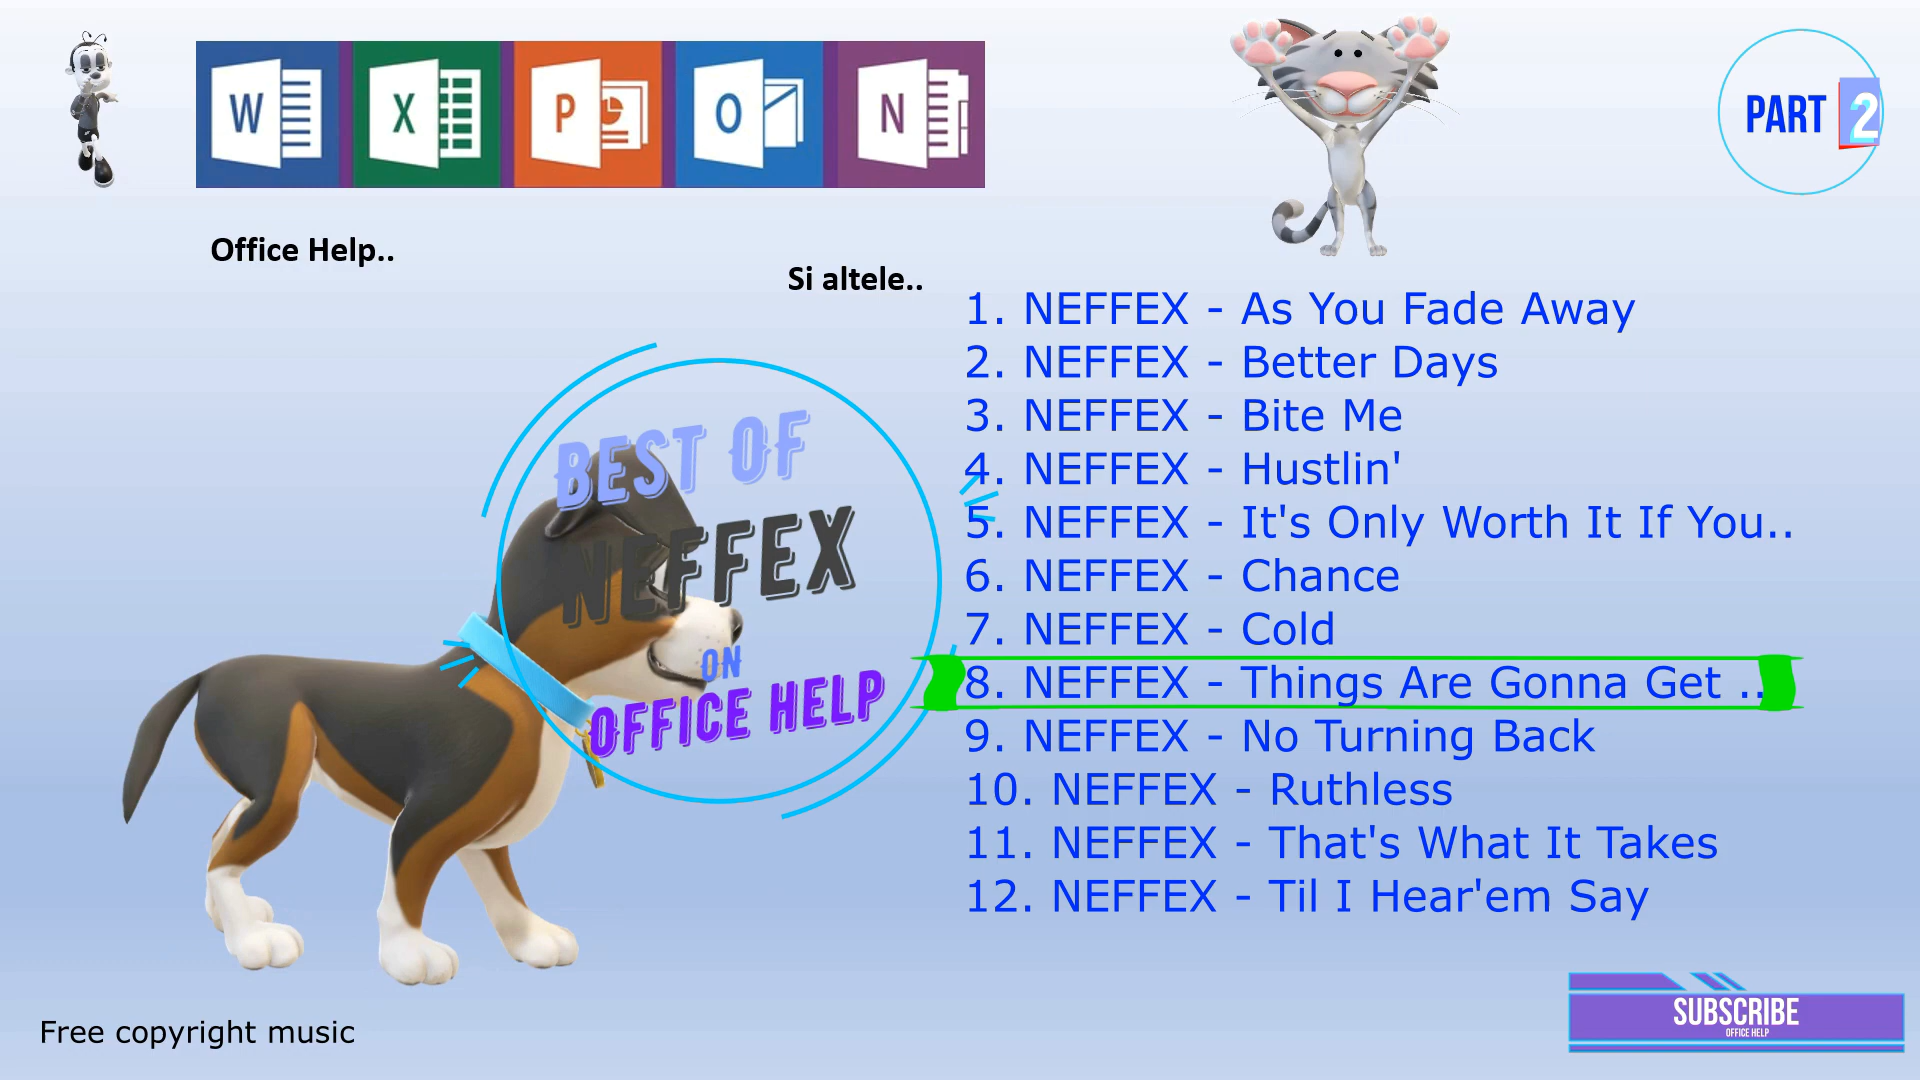 W X P O N
PART 2
Office Help..
Si altele..
1. NEFFEX - As You Fade Away
2. NEFFEX - Better Days
3. NEFFEX - Bite Me
4. NEFFEX - Hustlin'
5. NEFFEX - It's Only Worth It If You..
6. NEFFEX - Chance
7. NEFFEX - Cold
8. NEFFEX - Things Are Gonna Get ..
9. NEFFEX - No Turning Back
10. NEFFEX - Ruthless
11. NEFFEX - That's What It Takes
12. NEFFEX - Til I Hear'em Say
BEST OF
NEFFEX
ON
OFFICE HELP
Free copyright music
SUBSCRIBE
OFFICE HELP